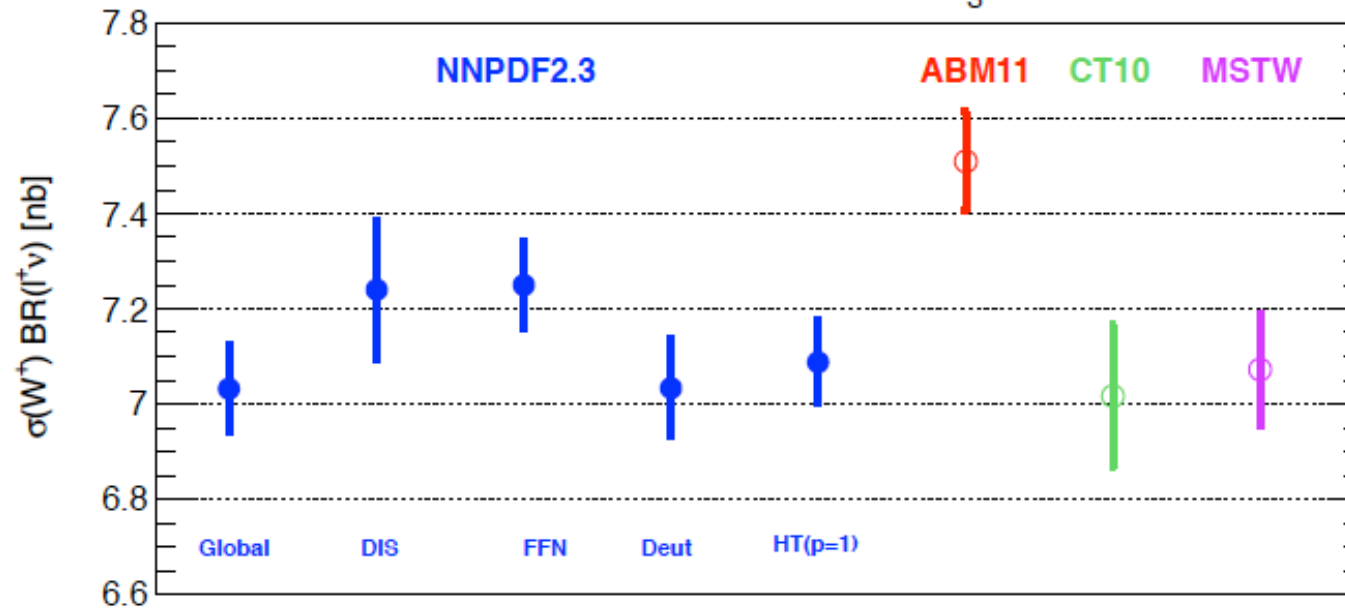 S
7.8
NNPDF2.3 ABM11 CT10 MSTW
7.6
7.4
7.2
7
6.8
Global DIS FFN Deut HT(p=1)
6.6
σ(W⁺) BR(l⁺ν) [nb]